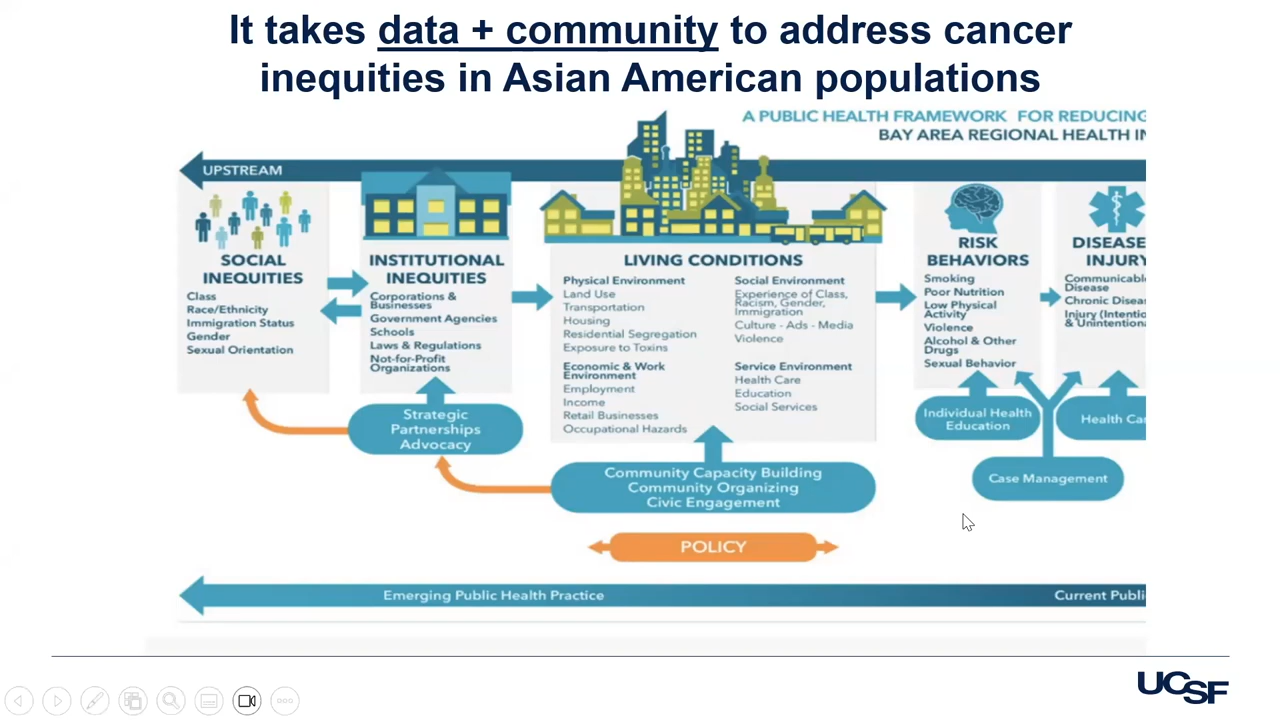 It takes data + community to address cancer
inequities in Asian American populations
A PUBLIC HEALTH FRAMEWORK FOR REDUCING
BAY AREA REGIONAL HEALTH IN
UPSTREAM
SOCIAL
INEQUITIES
Class
Race/Ethnicity
Immigration Status
Gender
Sexual Orientation
INSTITUTIONAL
INEQUITIES
Corporations &
Businesses
Government Agencies
Schools
Laws & Regulations
Not-for-Profit
Organizations
LIVING CONDITIONS
Physical Environment
Land Use
Transportation
Housing
Residential Segregation
Exposure to Toxins
Economic & Work
Environment
Employment
Income
Retail Businesses
Occupational Hazards
Social Environment
Experience of Class,
Racism, Gender,
Immigration
Culture - Ads - Media
Violence
Service Environment
Health Care
Education
Social Services
RISK
BEHAVIORS
Smoking
Poor Nutrition
Low Physical
Activity
Violence
Alcohol & Other
Drugs
Sexual Behavior
DISEASE
INJURY
Communicab
Disease
Chronic Disea
Injury (Intentio
& Unintentiona
Strategic
Partnerships
Advocacy
Community Capacity Building
Community Organizing
Civic Engagement
Individual Health
Education
Health Car
Case Management
POLICY
Emerging Public Health Practice
Current Publi
UCSF